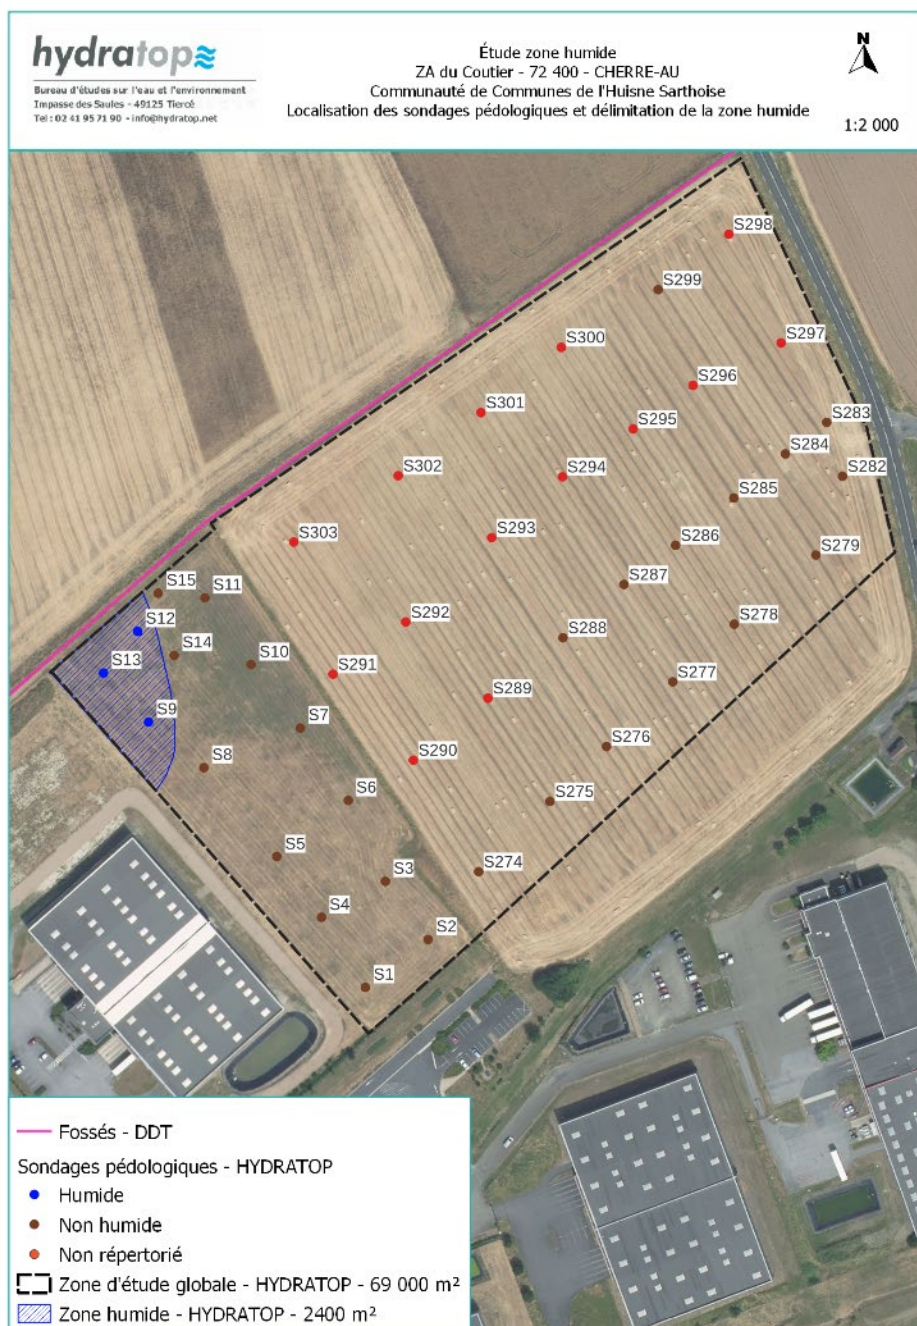 hydratop
Bureau d'études sur l'eau et l'environnement
Impasse des Saules - 49125 Tiercé
Tel : 02 41 95 71 90 - info@hydratop.net
Étude zone humide
ZA du Coutier - 72 400 - CHERRE-AU
Communauté de Communes de l'Huisne Sarthoise
Localisation des sondages pédologiques et délimitation de la zone humide
N
1:2 000
S298
S299
S300
S297
S296
S301
S283
S295
S284
S302
S294
S282
S285
S303
S293
S286
S279
S287
S15
S11
S292
S278
S12
S288
S14
S10
S13
S291
S277
S289
S9
S7
S276
S290
S8
S275
S6
S5
S274
S3
S4
S2
S1
Fossés - DDT
Sondages pédologiques - HYDRATOP
Humide
Non humide
Non répertorié
Zone d'étude globale - HYDRATOP - 69 000 m²
Zone humide - HYDRATOP - 2400 m²